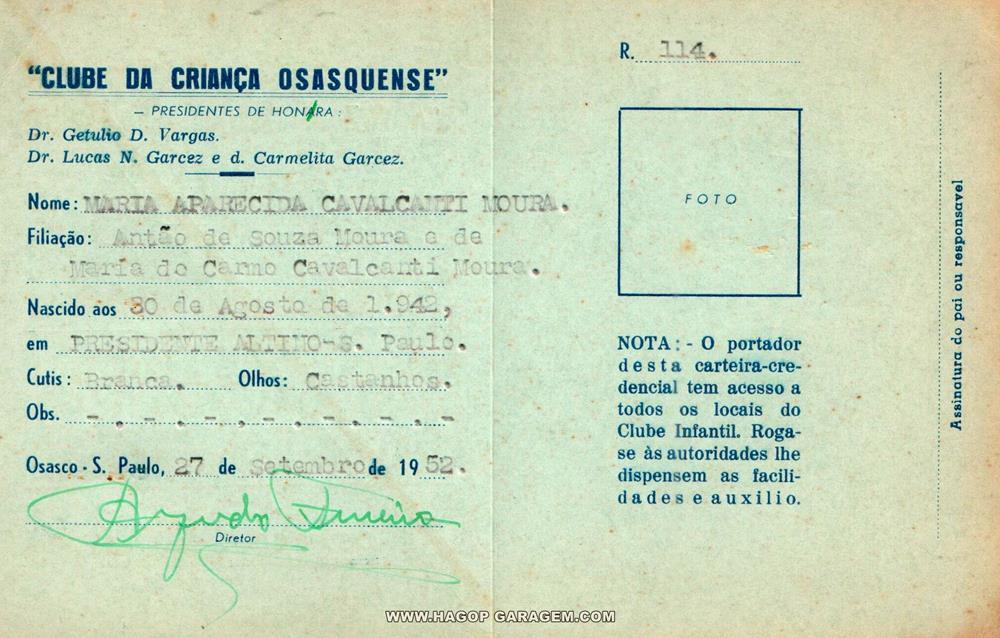 "CLUBE DA CRIANÇA OSASQUENSE"
— PRESIDENTES DE HONARA :
Dr. Getulio D. Vargas.
Dr. Lucas N. Garcez e d. Carmelita Garcez.
Nome: MARIA APARECIDA CAVALCANTI MOURA.
Filiação: Antão de Souza Moura e de
Maria do Carmo Cavalcanti Moura.
Nascido aos 30 de Agosto de 1.942,
em PRESIDENTE ALTINO-S. Paulo.
Cutis: Branca. Olhos: Castanhos.
Obs. - . - . - . - . - . - . -
Osasco - S. Paulo, 27 de Setembro de 1952.
Diretor
R. 114.
FOTO
NOTA: - O portador
desta carteira-cre-
dencial tem acesso a
todos os locais do
Clube Infantil. Roga-
se às autoridades lhe
dispensem as facili-
dades e auxilio.
Assinatura do pai ou responsavel
WWW.HAGOP GARAGEM.COM